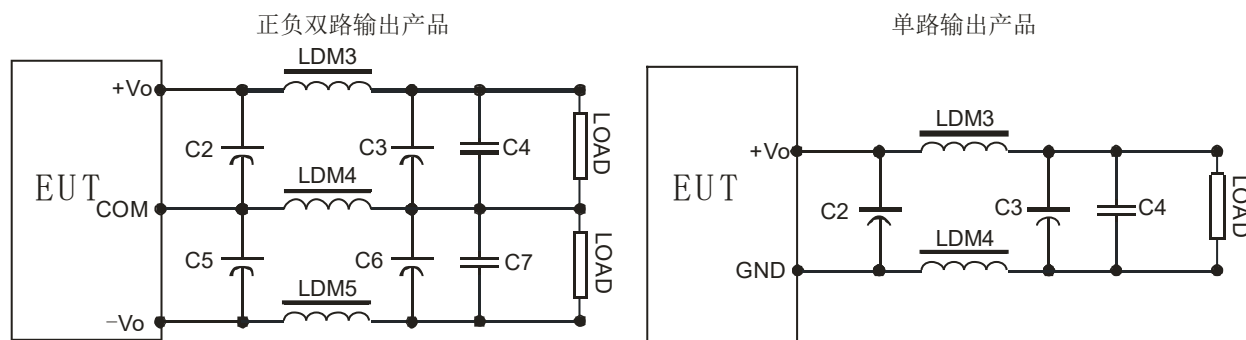 正负双路输出产品
LDM3
+Vo
C2
C3
C4
LOAD
EUT
LDM4
COM
C5
C6
C7
LOAD
LDM5
−Vo
单路输出产品
LDM3
+Vo
EUT
C2
C3
C4
LOAD
LDM4
GND